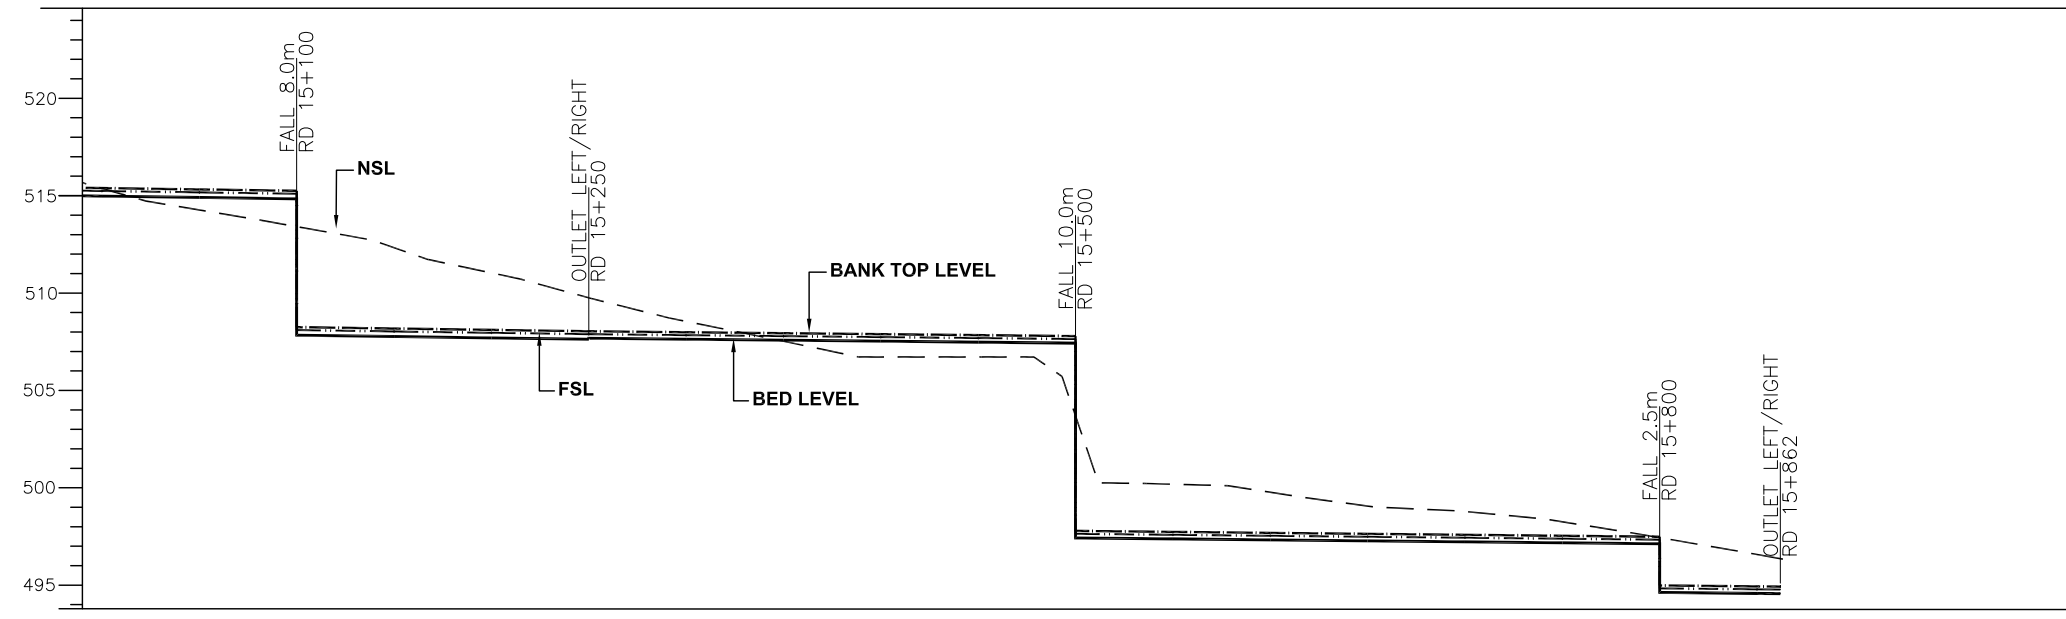 520
515
510
505
500
495
FALL 8.0m
RD 15+100
NSL
OUTLET LEFT/RIGHT
RD 15+250
FSL
BED LEVEL
BANK TOP LEVEL
FALL 10.0m
RD 15+500
FALL 2.5m
RD 15+800
OUTLET LEFT/RIGHT
RD 15+862